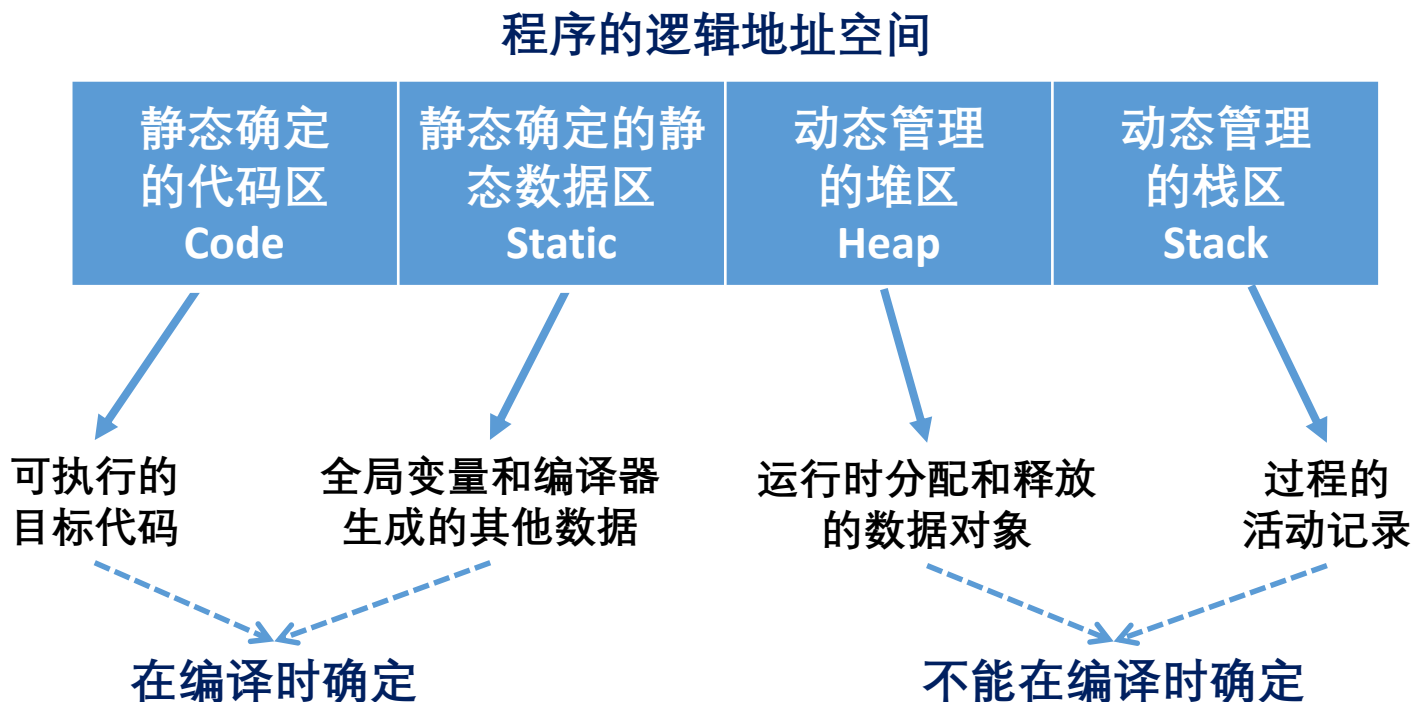 程序的逻辑地址空间
静态确定
的代码区
Code
静态确定的静
态数据区
Static
动态管理
的堆区
Heap
动态管理
的栈区
Stack
可执行的
目标代码
全局变量和编译器
生成的其他数据
运行时分配和释放
的数据对象
过程的
活动记录
在编译时确定
不能在编译时确定